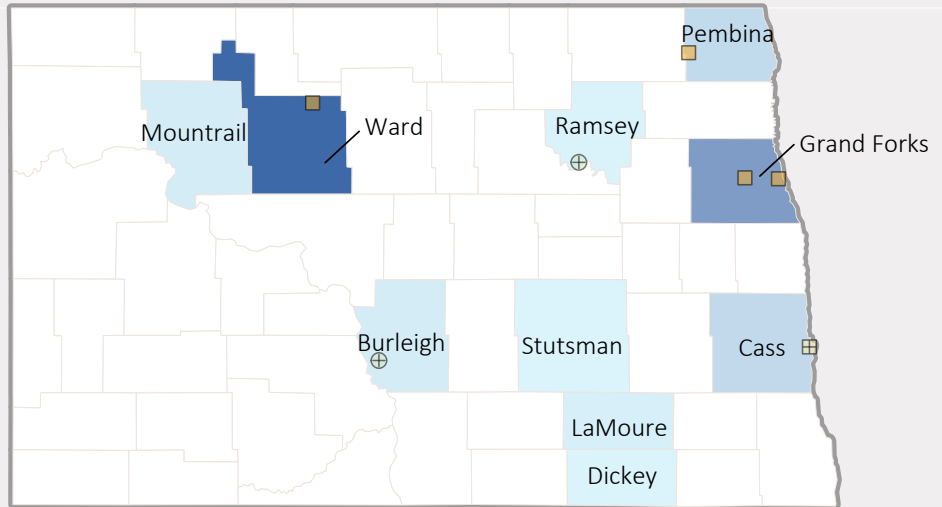 Pembina
Mountrail
Ward
Ramsey
Grand Forks
Burleigh
Stutsman
Cass
LaMoure
Dickey